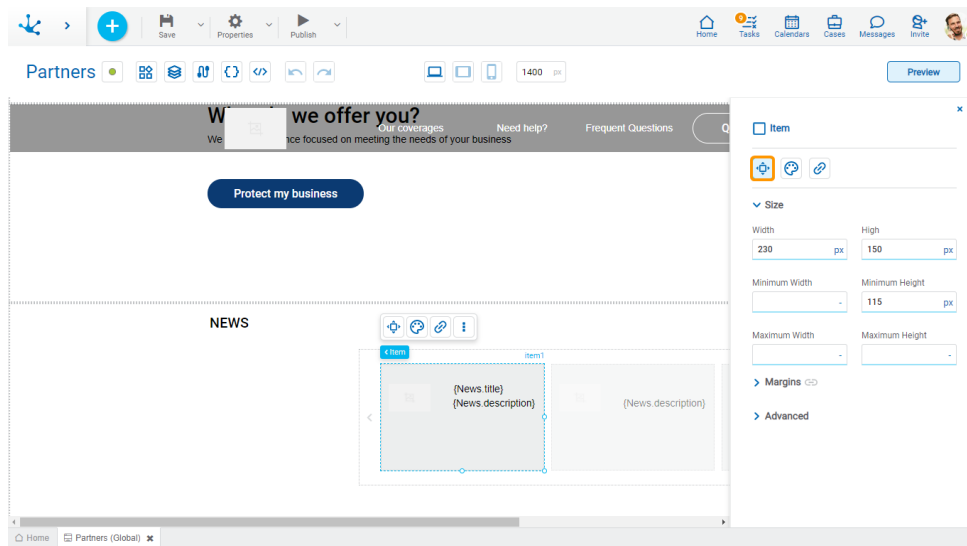 Save
Properties
Publish
Home
9
Tasks
Calendars
Cases
Messages
Invite
Partners
1400 px
Preview
we offer you?
Our coverages
Need help?
Frequent Questions
Q
We
nce focused on meeting the needs of your business
Protect my business
NEWS
Item
item1
{News.title}
{News.description}
{News.description}
Item
Size
Width
High
230 px
150 px
Minimum Width
Minimum Height
-
115 px
Maximum Width
Maximum Height
-
-
Margins
Advanced
Home
Partners (Global)